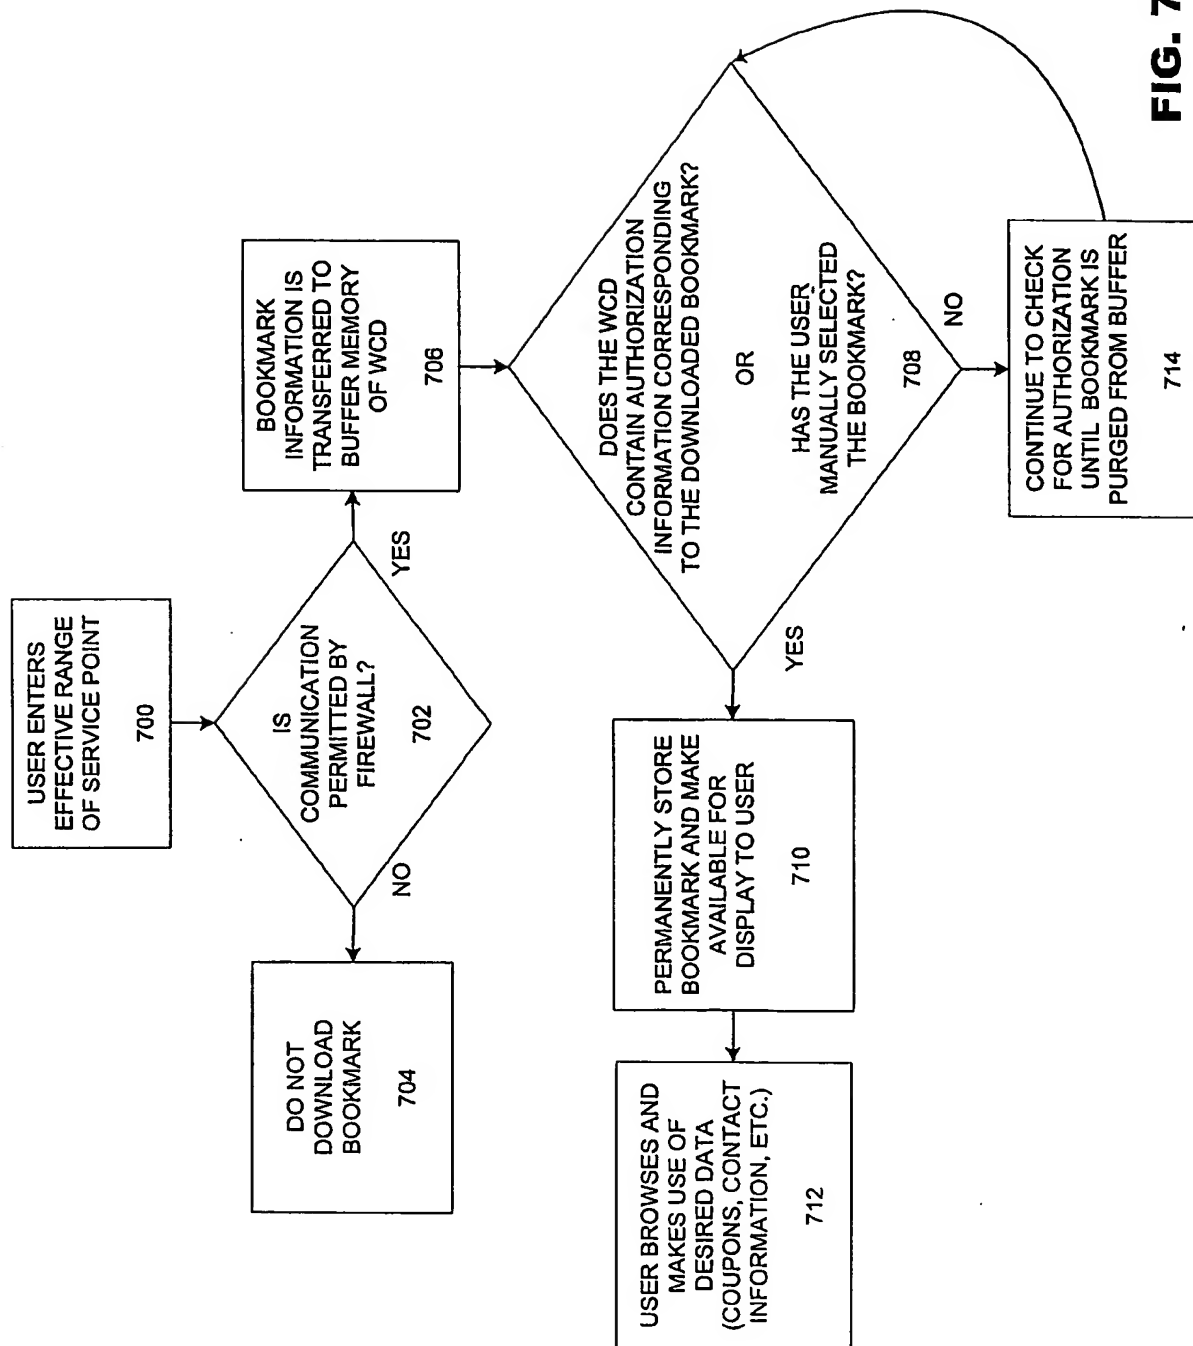 USER ENTERS
EFFECTIVE RANGE
OF SERVICE POINT
700
IS
COMMUNICATION
PERMITTED BY
FIREWALL?
702
NO
YES
DO NOT
DOWNLOAD
BOOKMARK
704
BOOKMARK
INFORMATION IS
TRANSFERRED TO
BUFFER MEMORY
OF WCD
706
DOES THE WCD
CONTAIN AUTHORIZATION
INFORMATION CORRESPONDING
TO THE DOWNLOADED BOOKMARK?
OR
HAS THE USER
MANUALLY SELECTED
THE BOOKMARK?
708
YES
NO
PERMANENTLY STORE
BOOKMARK AND MAKE
AVAILABLE FOR
DISPLAY TO USER
710
USER BROWSES AND
MAKES USE OF
DESIRED DATA
(COUPONS, CONTACT
INFORMATION, ETC.)
712
CONTINUE TO CHECK
FOR AUTHORIZATION
UNTIL BOOKMARK IS
PURGED FROM BUFFER
714
FIG. 7